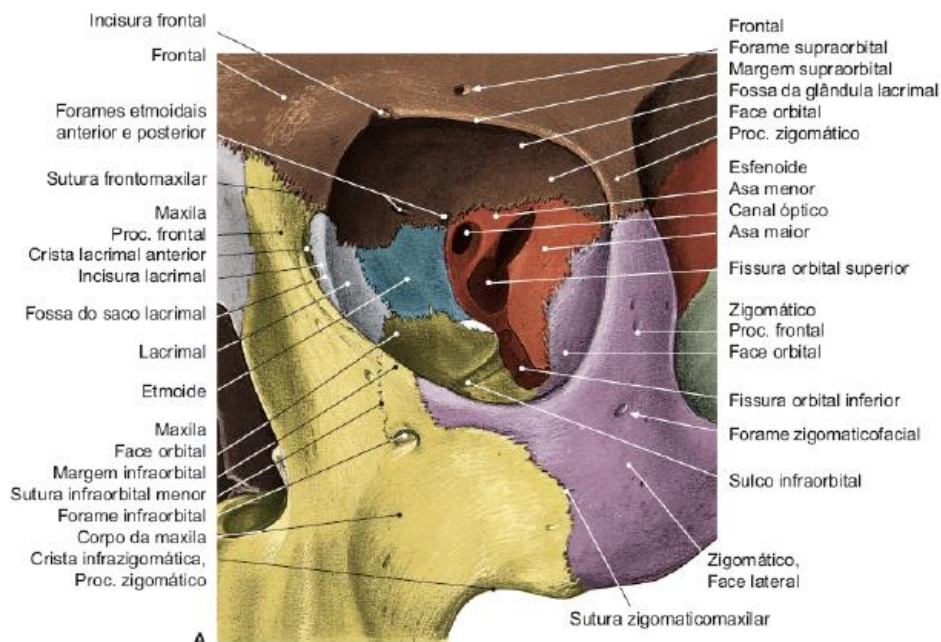 Incisura frontal
Frontal
Forames etmoidais
anterior e posterior
Sutura frontomaxilar
Maxila
Proc. frontal
Crista lacrimal anterior
Incisura lacrimal
Fossa do saco lacrimal
Lacrimal
Etmoide
Maxila
Face orbital
Margem infraorbital
Sutura infraorbital menor
Forame infraorbital
Corpo da maxila
Crista infrazigomática,
Proc. zigomático
A
Frontal
Forame supraorbital
Margem supraorbital
Fossa da glândula lacrimal
Face orbital
Proc. zigomático
Esfenoide
Asa menor
Canal óptico
Asa maior
Fissura orbital superior
Zigomático
Proc. frontal
Face orbital
Fissura orbital inferior
Forame zigomaticofacial
Sulco infraorbital
Zigomático,
Face lateral
Sutura zigomaticomaxilar